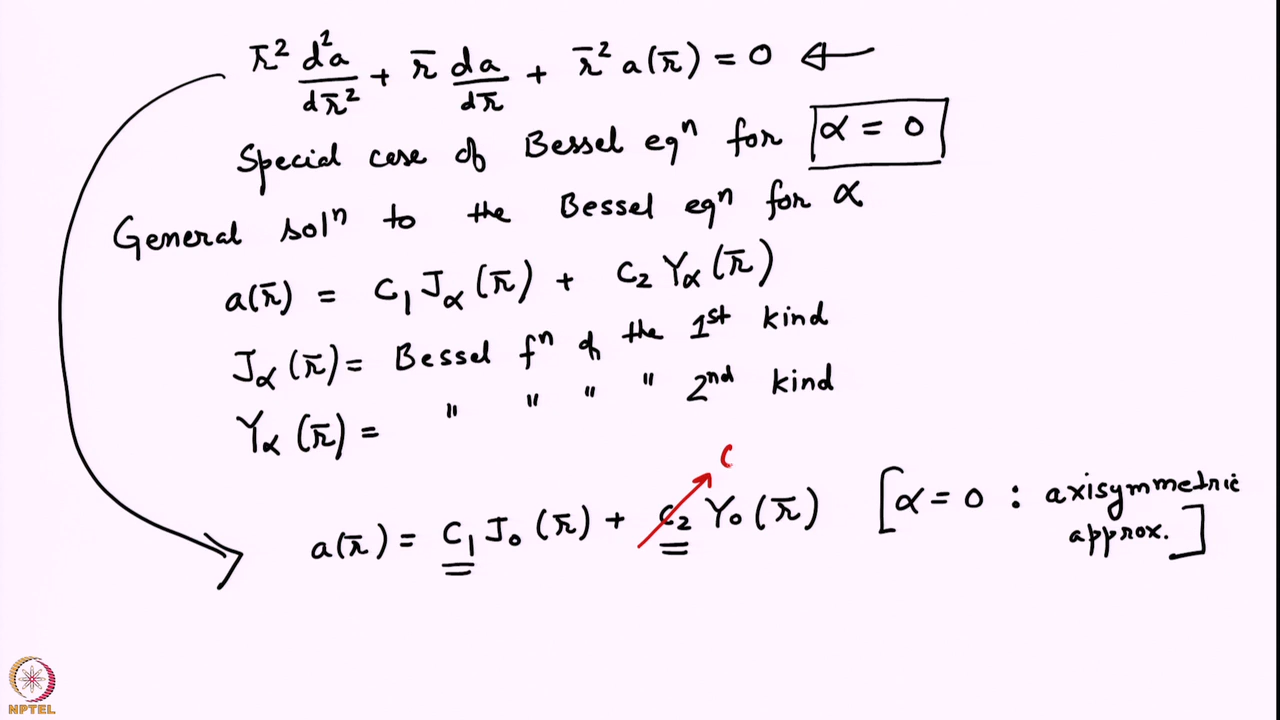 r̄² d²a/dr̄² + r̄ da/dr̄ + r̄² a(r̄) = 0 ←
Special case of Bessel eqⁿ for α = 0
General solⁿ to the Bessel eqⁿ for α
a(r̄) = C₁ J_α (r̄) + C₂ Y_α (r̄)
J_α (r̄) = Bessel fⁿ of the 1st kind
Y_α (r̄) = " " " " 2nd kind
a(r̄) = C₁ J₀ (r̄) + C₂ Y₀ (r̄) [α = 0 : axisymmetric
approx.]
NPTEL